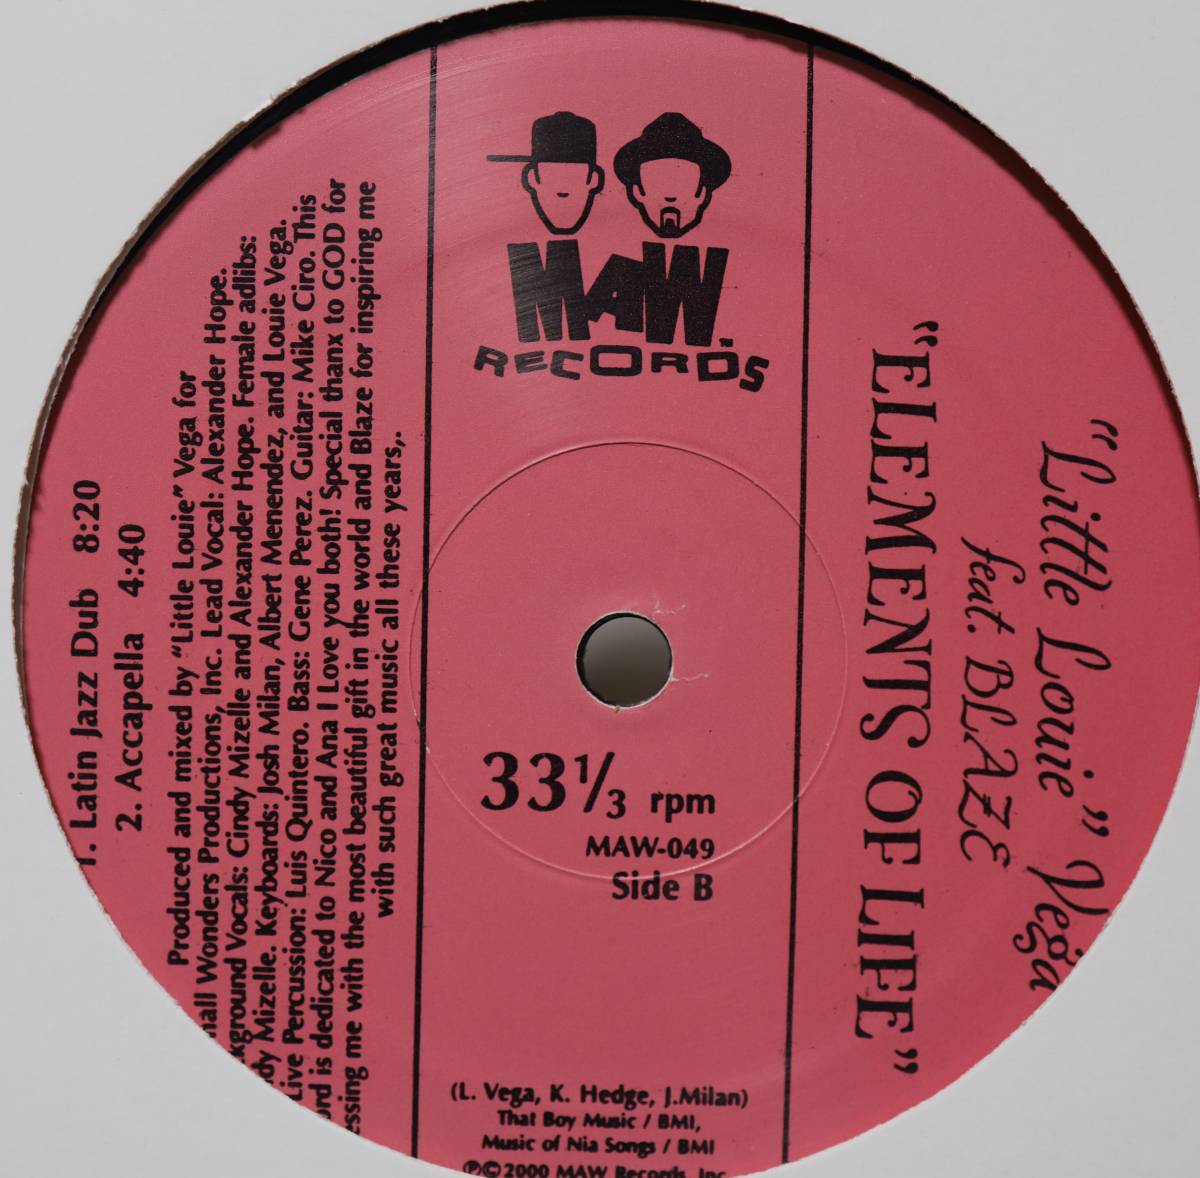 MAW
RECORDS
"Little Louie" Vega
feat. BLAZE
"ELEMENTS OF LIFE"
33 1/3 rpm
MAW-049
Side B
1. Latin Jazz Dub 8:20
2. Accapella 4:40
Produced and mixed by "Little Louie" Vega for
Wonders Productions, Inc. Lead Vocal: Alexander Hope.
Vocals: Cindy Mizelle and Alexander Hope. Female adlibs:
Mizelle. Keyboards: Josh Milan, Albert Menendez, and Louie Vega.
Live Percussion: Luis Quintero. Bass: Gene Perez. Guitar: Mike Ciro. This
is dedicated to Nico and Ana I Love you both! Special thanx to GOD for
me with the most beautiful gift in the world and Blaze for inspiring me
with such great music all these years,.
(L. Vega, K. Hedge, J.Milan)
That Boy Music / BMI,
Music of Nia Songs / BMI
℗©2000 MAW Records, Inc.